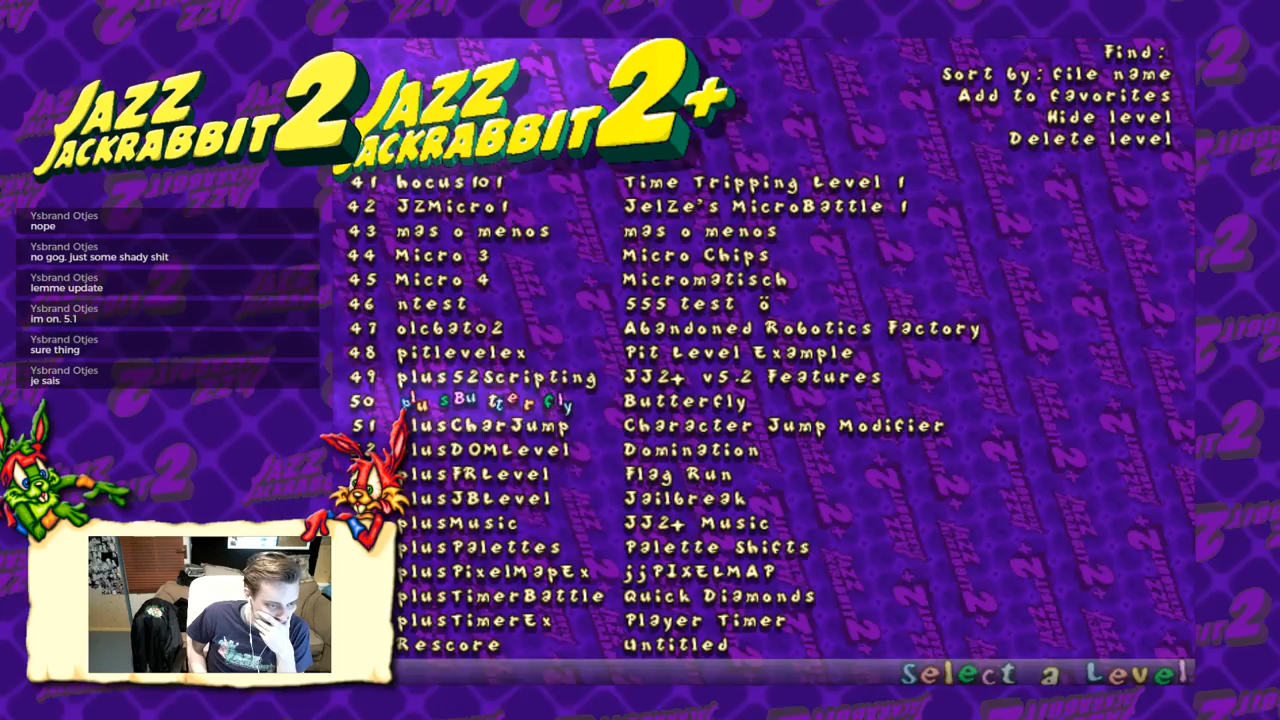 JAZZ
JACKRABBIT 2
JAZZ
JACKRABBIT 2+
Find:
Sort by: file name
Add to favorites
Hide level
Delete level
41 hocus101 Time Tripping Level 1
42 JZMicro1 JelZe's MicroBattle 1
43 mas o menos mas o menos
44 Micro 3 Micro Chips
45 Micro 4 Micromatisch
46 ntest 555 test ö
47 olcbato2 Abandoned Robotics Factory
48 pitlevelex Pit Level Example
49 plus52Scripting JJ2+ v5.2 Features
50 plusButterfly Butterfly
51 plusCharJump Character Jump Modifier
2 lusDOMLevel Domination
lusFRLevel Flag Run
lusJBLevel Jailbreak
plusMusic JJ2+ Music
plusPalettes Palette Shifts
plusPixelMapEx jjPIXELMAP
plusTimerBattle Quick Diamonds
plusTimerEx Player Timer
Rescore Untitled
Select a Level
Ysbrand Otjes
nope
Ysbrand Otjes
no gog. just some shady shit
Ysbrand Otjes
lemme update
Ysbrand Otjes
im on. 5.1
Ysbrand Otjes
sure thing
Ysbrand Otjes
je sais